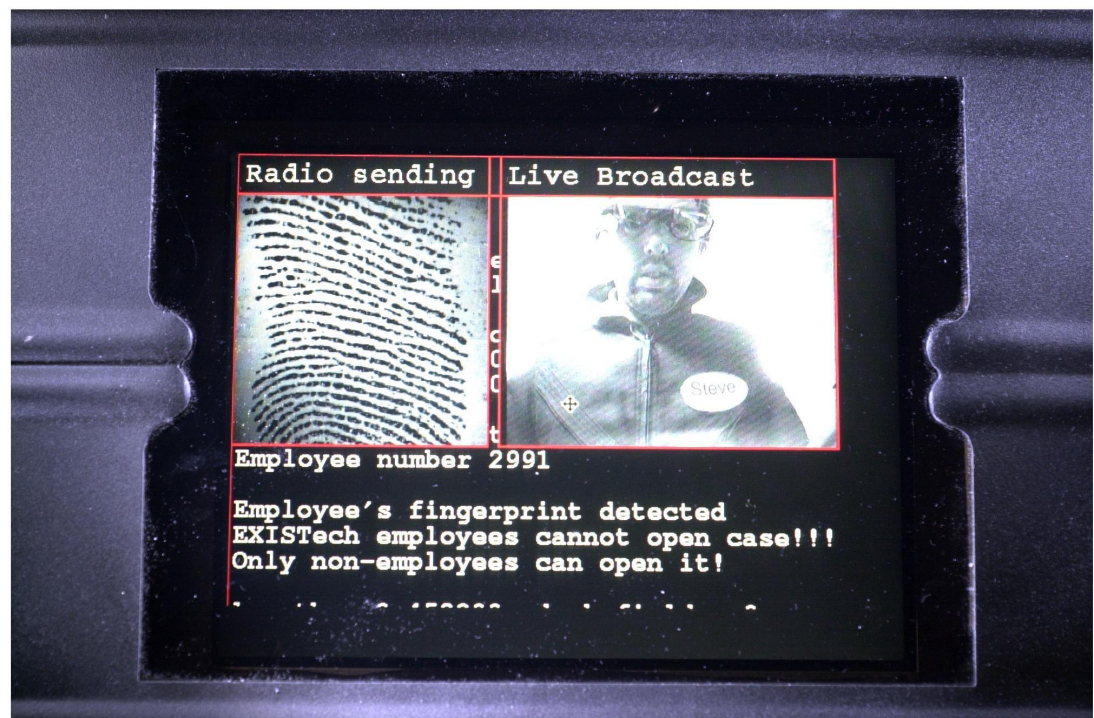 Radio sending
Live Broadcast
Steve
Employee number 2991
Employee's fingerprint detected
EXISTech employees cannot open case!!!
Only non-employees can open it!